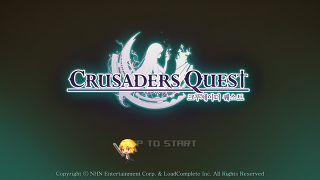 CRUSADERS QUEST
크루세이더 퀘스트
P TO START
Copyright ⓒ NHN Entertainment Corp. & LoadComplete Inc. All Rights Reserved